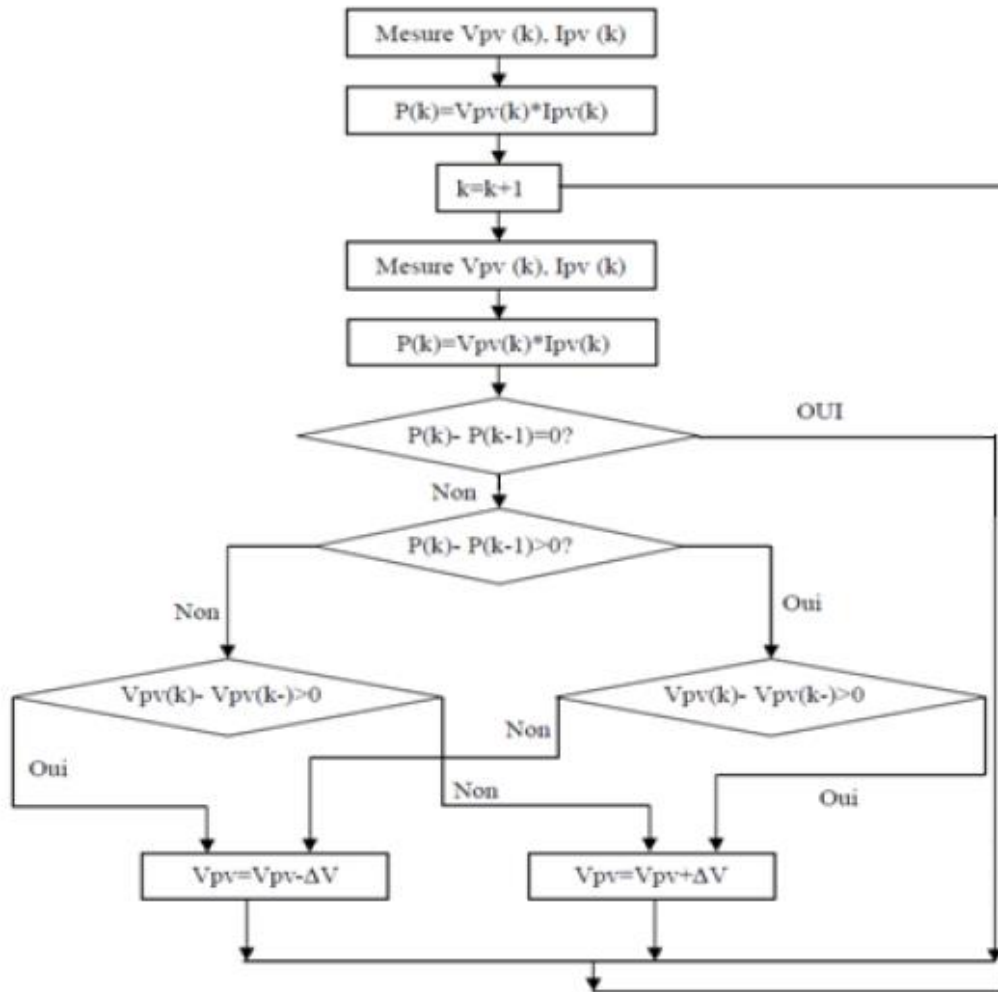 Mesure Vpv (k), Ipv (k)
P(k)=Vpv(k)*Ipv(k)
k=k+1
Mesure Vpv (k), Ipv (k)
P(k)=Vpv(k)*Ipv(k)
OUI
P(k)- P(k-1)=0?
Non
P(k)- P(k-1)>0?
Non
Oui
Vpv(k)- Vpv(k-)>0
Vpv(k)- Vpv(k-)>0
Non
Oui
Non
Oui
Vpv=Vpv-ΔV
Vpv=Vpv+ΔV